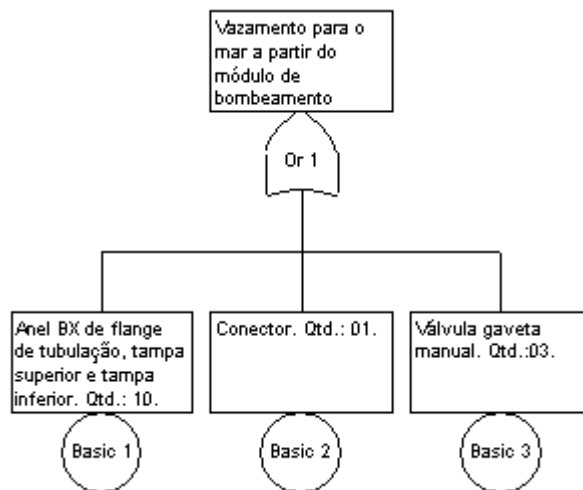 Vazamento para o
mar a partir do
módulo de
bombeamento
Or 1
Anel BX de flange
de tubulação, tampa
superior e tampa
inferior. Qtd.: 10.
Conector. Qtd.: 01.
Válvula gaveta
manual. Qtd.:03.
Basic 1
Basic 2
Basic 3